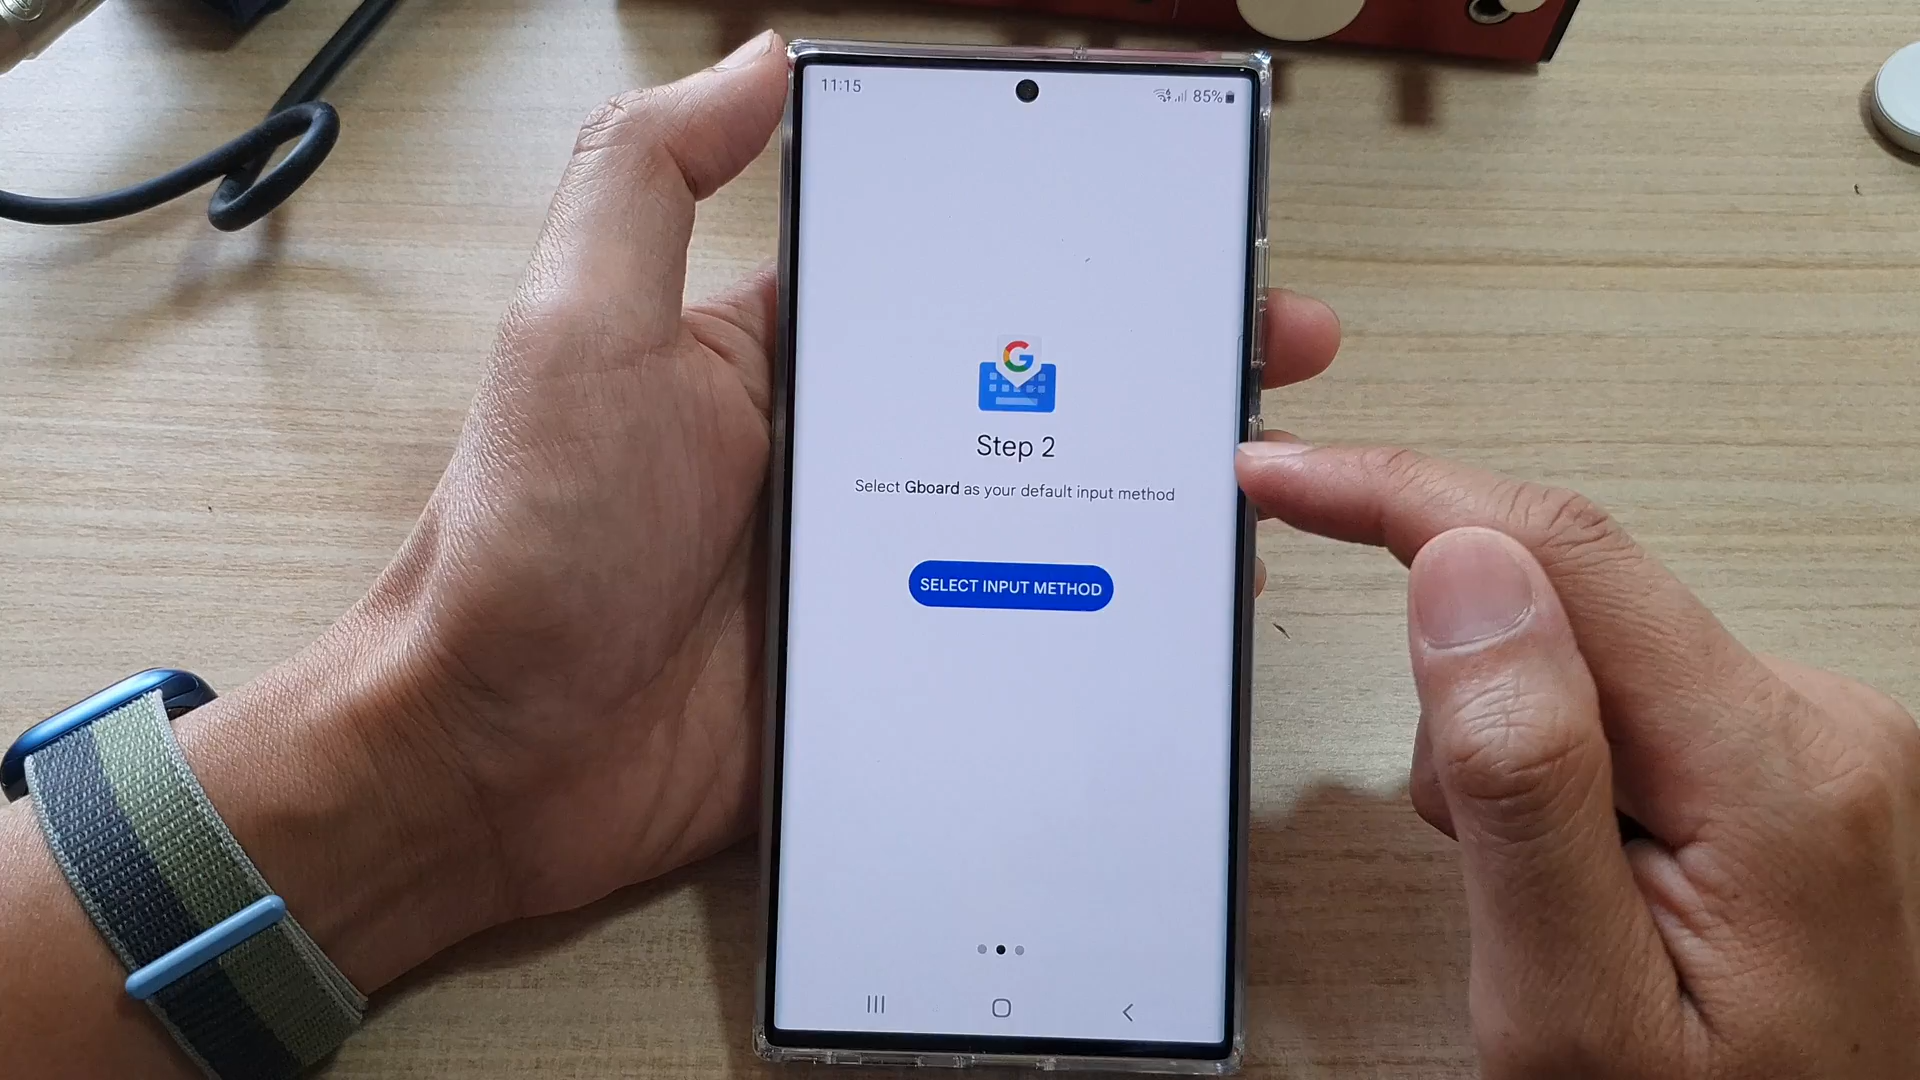 11:15
85%
G
Step 2
Select Gboard as your default input method
SELECT INPUT METHOD